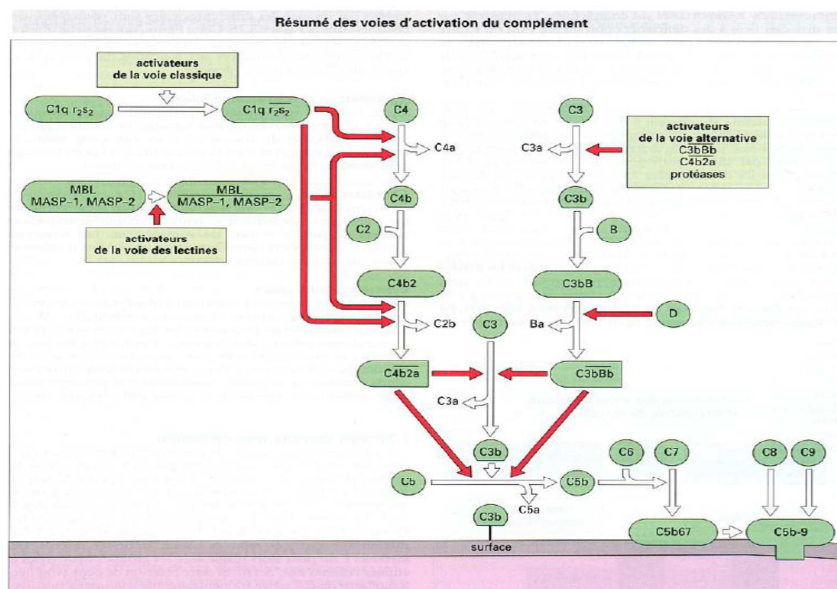 Résumé des voies d'activation du complément
activateurs
de la voie classique
C1q r2s2
C1q r2s2
C4
C3
C4a
C3a
activateurs
de la voie alternative
C3bBb
C4b2a
protéases
MBL
MASP–1, MASP–2
MBL
MASP–1, MASP–2
C4b
C3b
activateurs
de la voie des lectines
C2
B
C4b2
C3bB
C2b
C3
Ba
D
C4b2a
C3bBb
C3a
C3b
C6
C7
C8
C9
C5
C5b
C5a
C3b
surface
C5b67
C5b-9